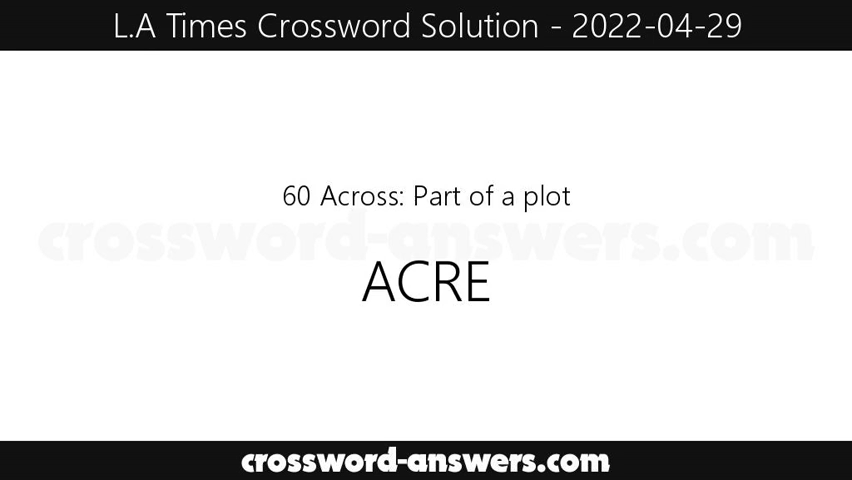 L.A Times Crossword Solution - 2022-04-29
60 Across: Part of a plot
crossword-answers.com
ACRE
crossword-answers.com